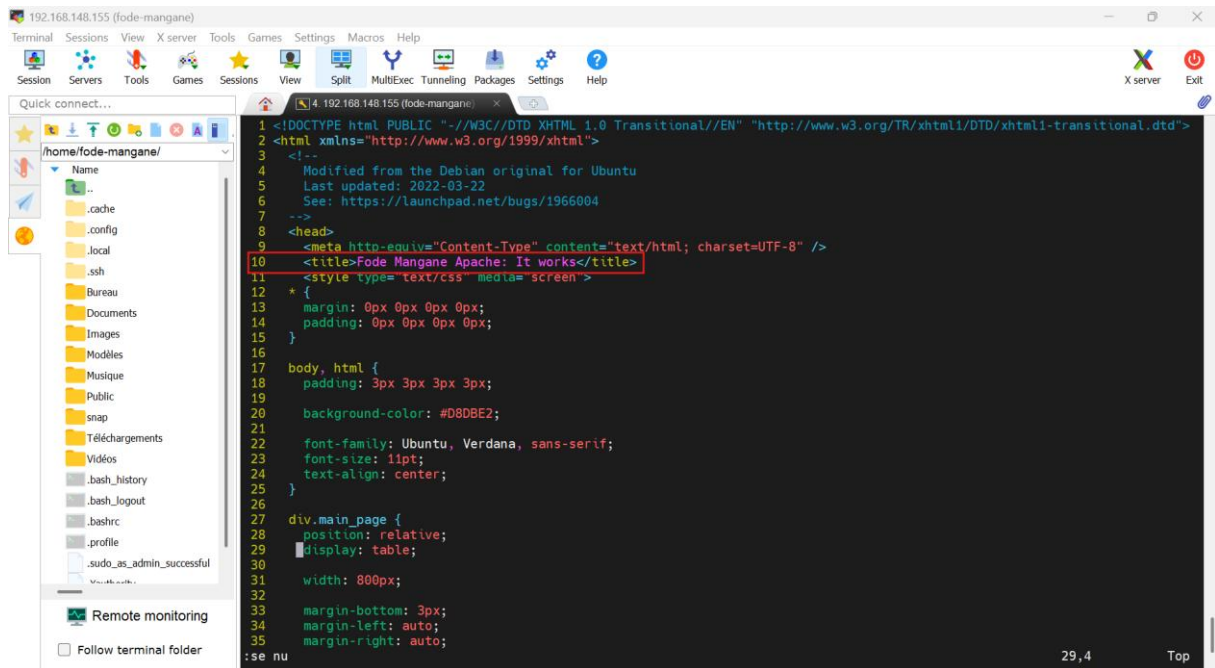 192.168.148.155 (fode-mangane)
Terminal Sessions View X server Tools Games Settings Macros Help
Session Servers Tools Games Sessions View Split MultiExec Tunneling Packages Settings Help X server Exit
Quick connect...
4. 192.168.148.155 (fode-mangane)
/home/fode-mangane/
Name
..
.cache
.config
.local
.ssh
Bureau
Documents
Images
Modèles
Musique
Public
snap
Téléchargements
Vidéos
.bash_history
.bash_logout
.bashrc
.profile
.sudo_as_admin_successful
Remote monitoring
Follow terminal folder
1 <!DOCTYPE html PUBLIC "-//W3C//DTD XHTML 1.0 Transitional//EN" "http://www.w3.org/TR/xhtml1/DTD/xhtml1-transitional.dtd">
2 <html xmlns="http://www.w3.org/1999/xhtml">
3 <!--
4 Modified from the Debian original for Ubuntu
5 Last updated: 2022-03-22
6 See: https://launchpad.net/bugs/1966004
7 -->
8 <head>
9 <meta http-equiv="Content-Type" content="text/html; charset=UTF-8" />
10 <title>Fode Mangane Apache: It works</title>
11 <style type="text/css" media="screen">
12 * {
13 margin: 0px 0px 0px 0px;
14 padding: 0px 0px 0px 0px;
15 }
16
17 body, html {
18 padding: 3px 3px 3px 3px;
19
20 background-color: #D8DBE2;
21
22 font-family: Ubuntu, Verdana, sans-serif;
23 font-size: 11pt;
24 text-align: center;
25 }
26
27 div.main_page {
28 position: relative;
29 display: table;
30
31 width: 800px;
32
33 margin-bottom: 3px;
34 margin-left: auto;
35 margin-right: auto;
:se nu 29,4 Top